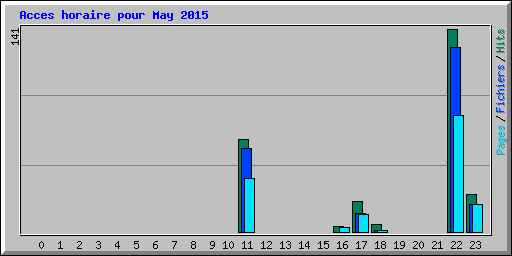 Acces horaire pour May 2015
141
Pages/Fichiers/Hits
0 1 2 3 4 5 6 7 8 9 10 11 12 13 14 15 16 17 18 19 20 21 22 23